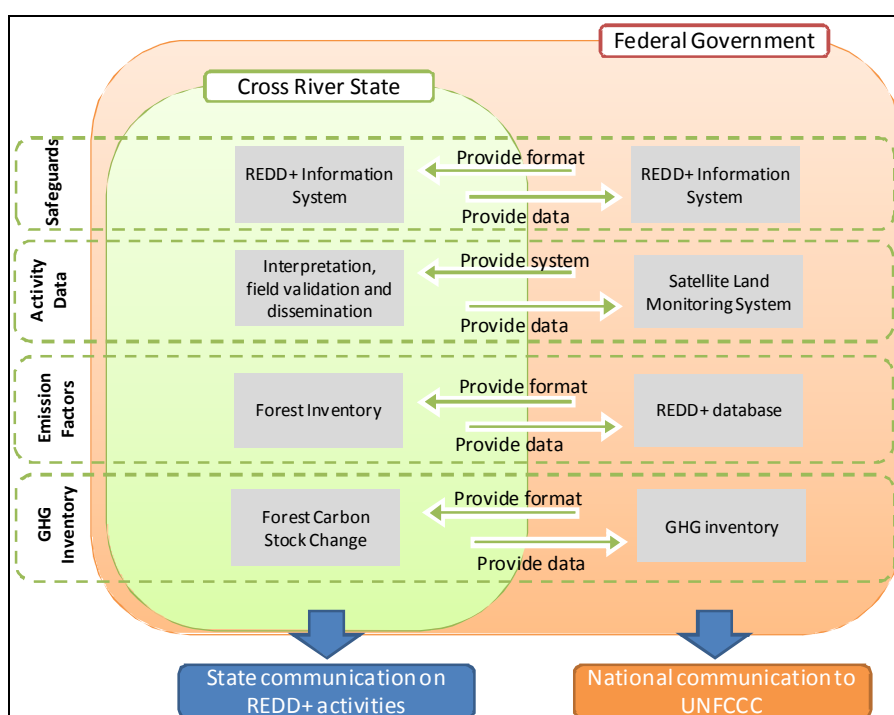 Federal Government
Cross River State
Safeguards
REDD+ Information
System
Provide format
Provide data
REDD+ Information
System
Activity
Data
Interpretation,
field validation and
dissemination
Provide system
Provide data
Satellite Land
Monitoring System
Emission
Factors
Forest Inventory
Provide format
Provide data
REDD+ database
GHG
Inventory
Forest Carbon
Stock Change
Provide format
Provide data
GHG inventory
State communication on
REDD+ activities
National communication to
UNFCCC